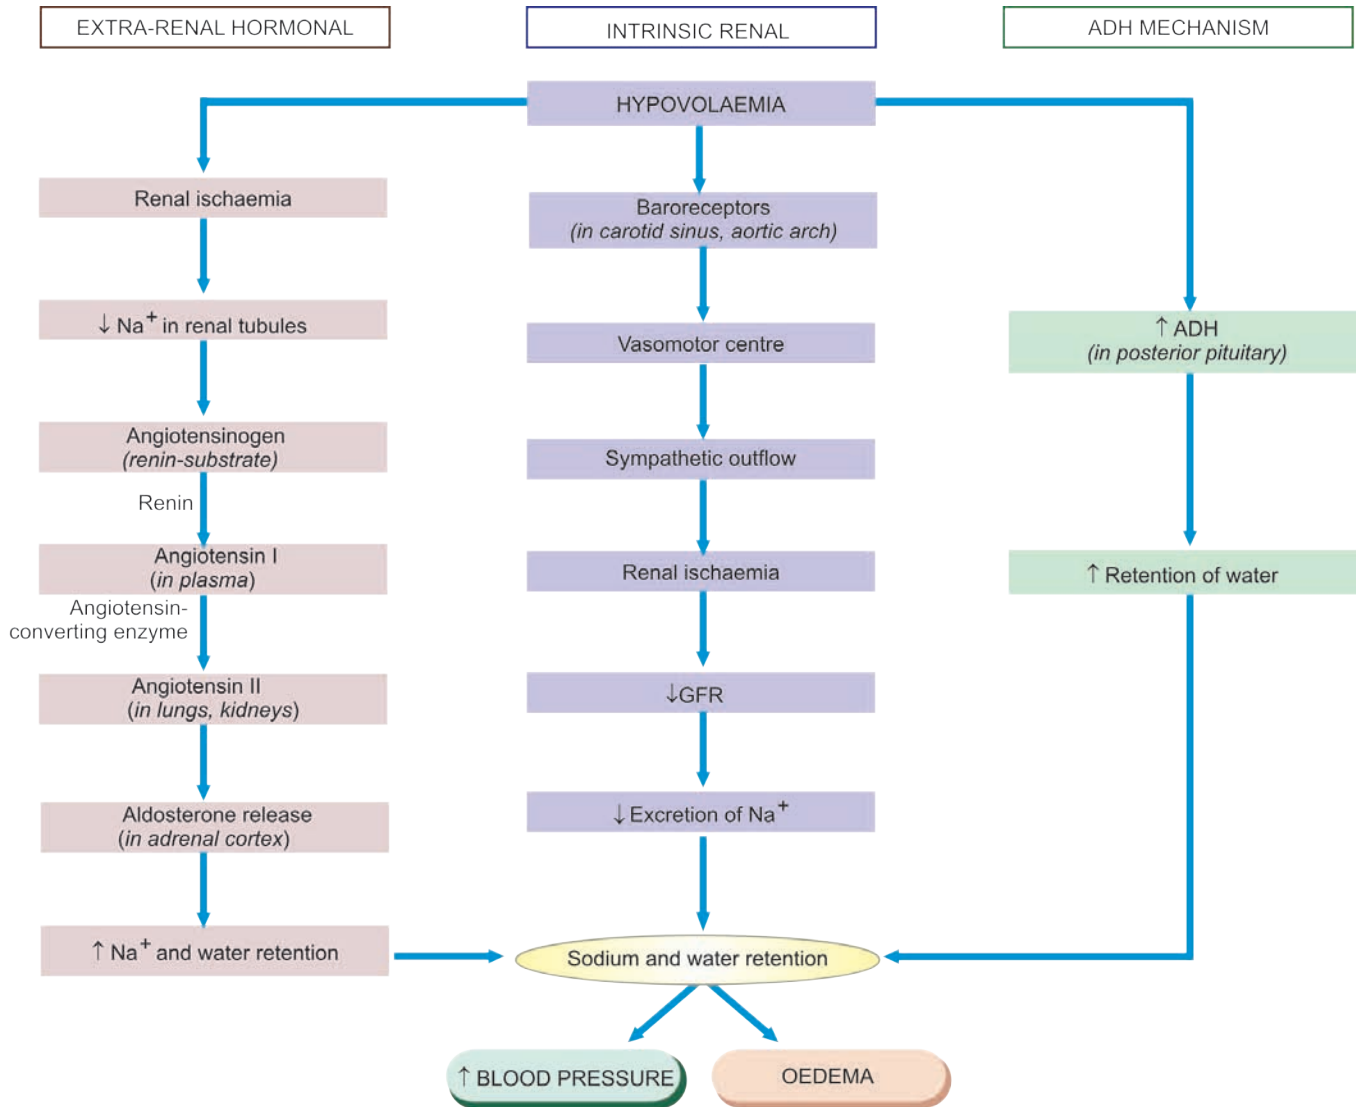 EXTRA-RENAL HORMONAL
INTRINSIC RENAL
ADH MECHANISM
HYPOVOLAEMIA
Renal ischaemia
↓ Na⁺ in renal tubules
Angiotensinogen
(renin-substrate)
Renin
Angiotensin I
(in plasma)
Angiotensin-
converting enzyme
Angiotensin II
(in lungs, kidneys)
Aldosterone release
(in adrenal cortex)
↑ Na⁺ and water retention
Baroreceptors
(in carotid sinus, aortic arch)
Vasomotor centre
Sympathetic outflow
Renal ischaemia
↓GFR
↓ Excretion of Na⁺
↑ ADH
(in posterior pituitary)
↑ Retention of water
Sodium and water retention
↑ BLOOD PRESSURE
OEDEMA